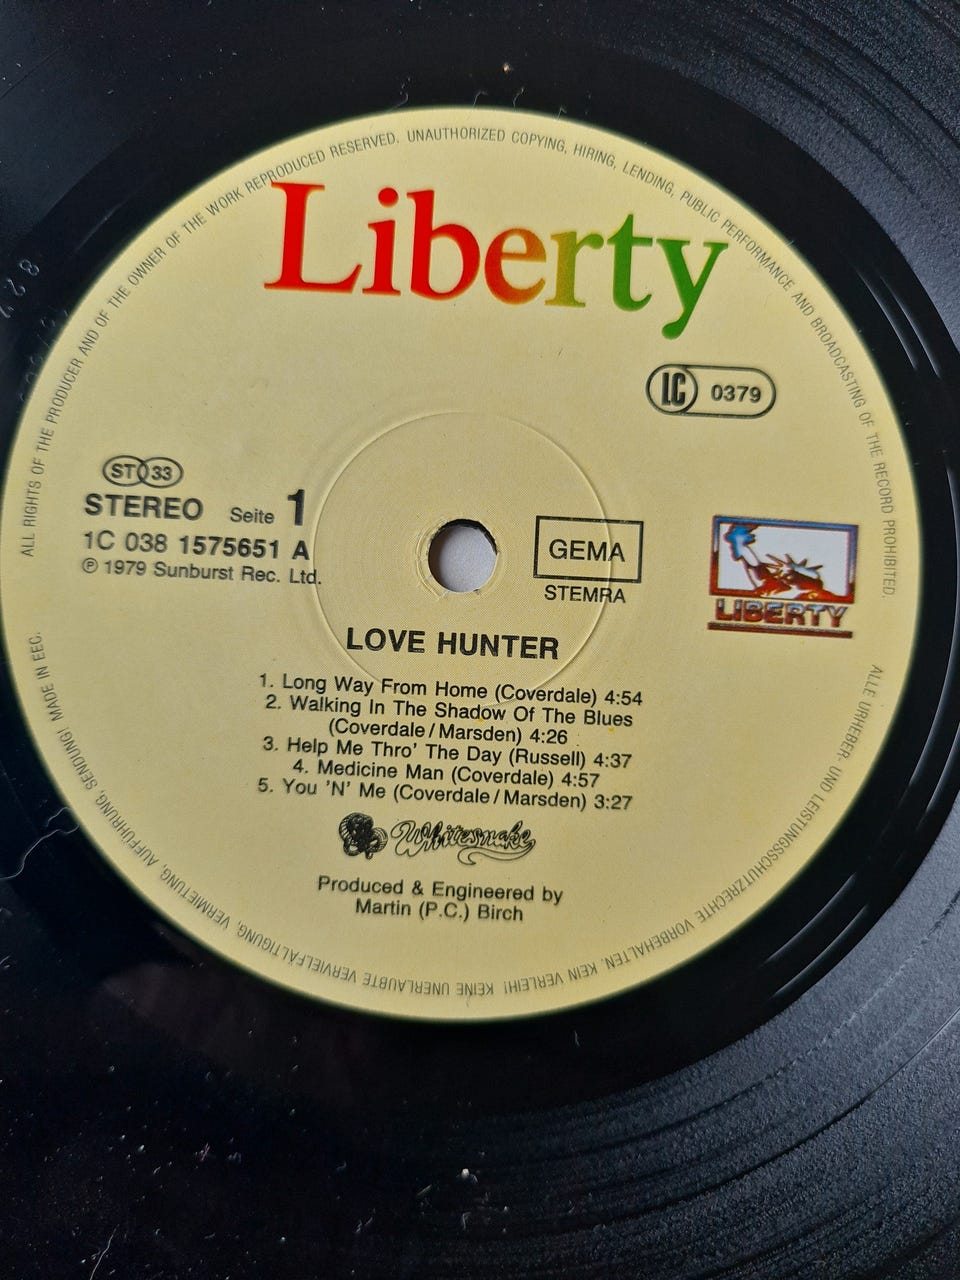 ALL RIGHTS OF THE PRODUCER AND OF THE OWNER OF THE WORK REPRODUCED RESERVED. UNAUTHORIZED COPYING, HIRING, LENDING, PUBLIC PERFORMANCE AND BROADCASTING OF THE RECORD PROHIBITED.
Liberty
LC 0379
ST 33
STEREO Seite 1
1C 038 1575651 A
℗ 1979 Sunburst Rec. Ltd.
GEMA
STEMRA
LIBERTY
LOVE HUNTER
1. Long Way From Home (Coverdale) 4:54
2. Walking In The Shadow Of The Blues
(Coverdale / Marsden) 4:26
3. Help Me Thro' The Day (Russell) 4:37
4. Medicine Man (Coverdale) 4:57
5. You 'N' Me (Coverdale / Marsden) 3:27
Whitesnake
Produced & Engineered by
Martin (P.C.) Birch
ALLE URHEBER- UND LEISTUNGSSCHUTZRECHTE VORBEHALTEN. KEIN VERLEIH! KEINE UNERLAUBTE VERVIELFÄLTIGUNG, VERMIETUNG, AUFFÜHRUNG, SENDUNG! MADE IN EEC.